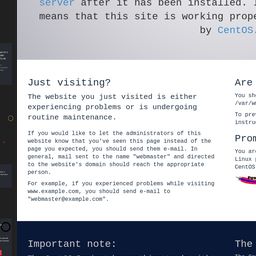 server after it has been installed. I
means that this site is working prope
by CentOS.
Just visiting?
The website you just visited is either
experiencing problems or is undergoing
routine maintenance.
If you would like to let the administrators of this
website know that you've seen this page instead of the
page you expected, you should send them e-mail. In
general, mail sent to the name "webmaster" and directed
to the website's domain should reach the appropriate
person.
For example, if you experienced problems while visiting
www.example.com, you should send e-mail to
"webmaster@example.com".
Are
You sho
/var/ww
To prev
instruc
Prom
You are
Linux p
CentOS
Important note:
The